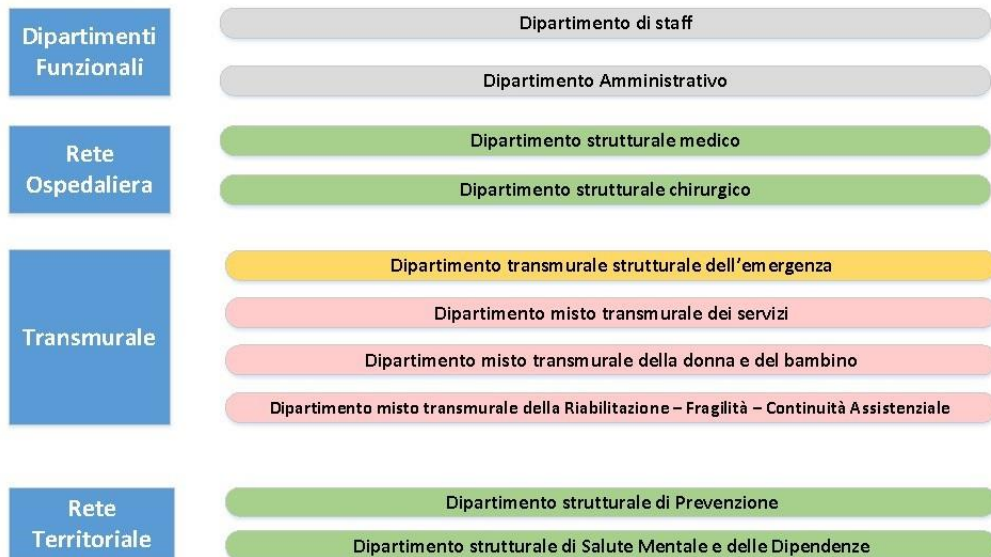 Dipartimenti
Funzionali
Dipartimento di staff
Dipartimento Amministrativo
Rete
Ospedaliera
Dipartimento strutturale medico
Dipartimento strutturale chirurgico
Transmurale
Dipartimento transmurale strutturale dell'emergenza
Dipartimento misto transmurale dei servizi
Dipartimento misto transmurale della donna e del bambino
Dipartimento misto transmurale della Riabilitazione – Fragilità – Continuità Assistenziale
Rete
Territoriale
Dipartimento strutturale di Prevenzione
Dipartimento strutturale di Salute Mentale e delle Dipendenze